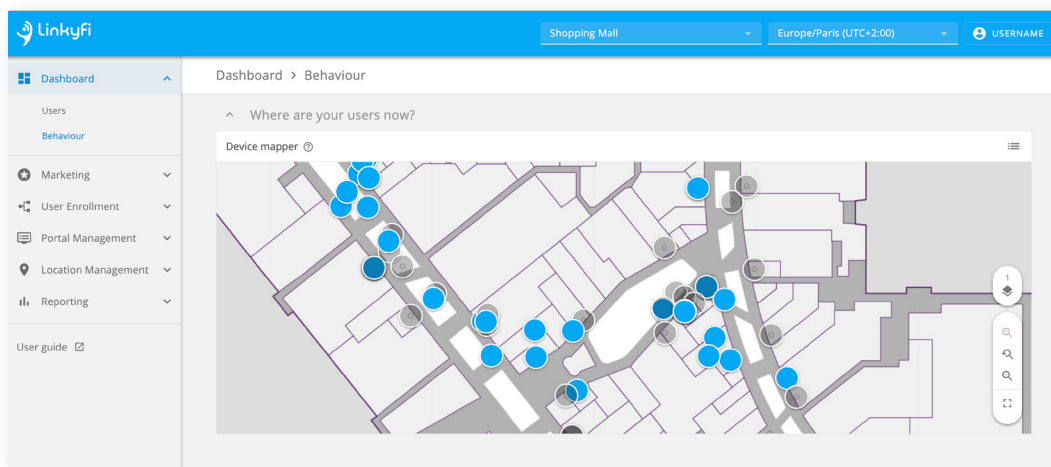 Linkyfi
Shopping Mall
Europe/Paris (UTC+2:00)
USERNAME
Dashboard
Users
Behaviour
Marketing
User Enrollment
Portal Management
Location Management
Reporting
User guide
Dashboard > Behaviour
Where are your users now?
Device mapper
1